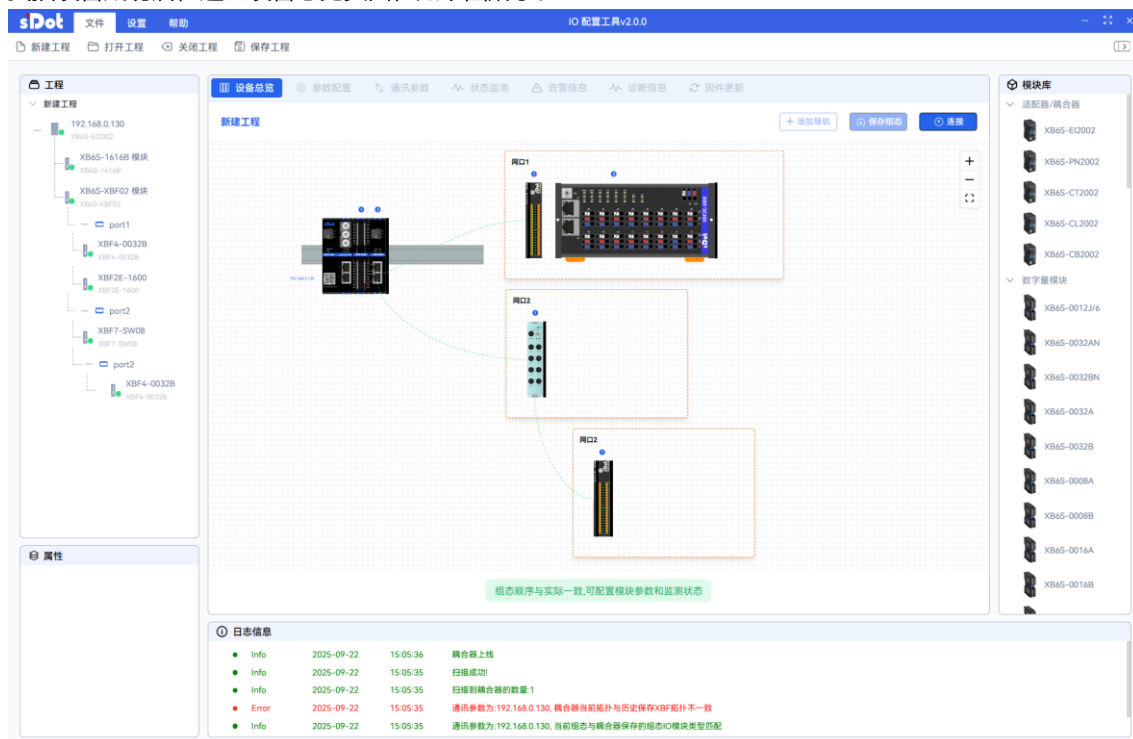 sDot 文件 设置 帮助 IO 配置工具v2.0.0
新建工程 打开工程 关闭工程 保存工程
工程
新建工程
192.168.0.130
XB6S-EI2002
XB6S-1616B 模块
XB6S-1616B
XB6S-XBF02 模块
XB6S-XBF02
port1
XBF4-0032B
XBF4-0032B
XBF2E-1600
XBF2E-1600
port2
XBF7-SW08
XBF7-SW08
port2
XBF4-0032B
XBF4-0032B
属性
设备总览 参数配置 通讯参数 状态监测 告警信息 诊断信息 固件更新
新建工程 添加导轨 保存组态 连接
网口1
网口2
网口2
组态顺序与实际一致,可配置模块参数和监测状态
模块库
适配器/耦合器
XB6S-EI2002
XB6S-PN2002
XB6S-CT2002
XB6S-CL2002
XB6S-CB2002
数字量模块
XB6S-0012J/6
XB6S-0032AN
XB6S-0032BN
XB6S-0032A
XB6S-0032B
XB6S-0008A
XB6S-0008B
XB6S-0016A
XB6S-0016B
日志信息
Info 2025-09-22 15:05:36 耦合器上线
Info 2025-09-22 15:05:35 扫描成功!
Info 2025-09-22 15:05:35 扫描到耦合器的数量:1
Error 2025-09-22 15:05:35 通讯参数为:192.168.0.130, 耦合器当前拓扑与历史保存XBF拓扑不一致
Info 2025-09-22 15:05:35 通讯参数为:192.168.0.130, 当前组态与耦合器保存的组态IO模块类型匹配